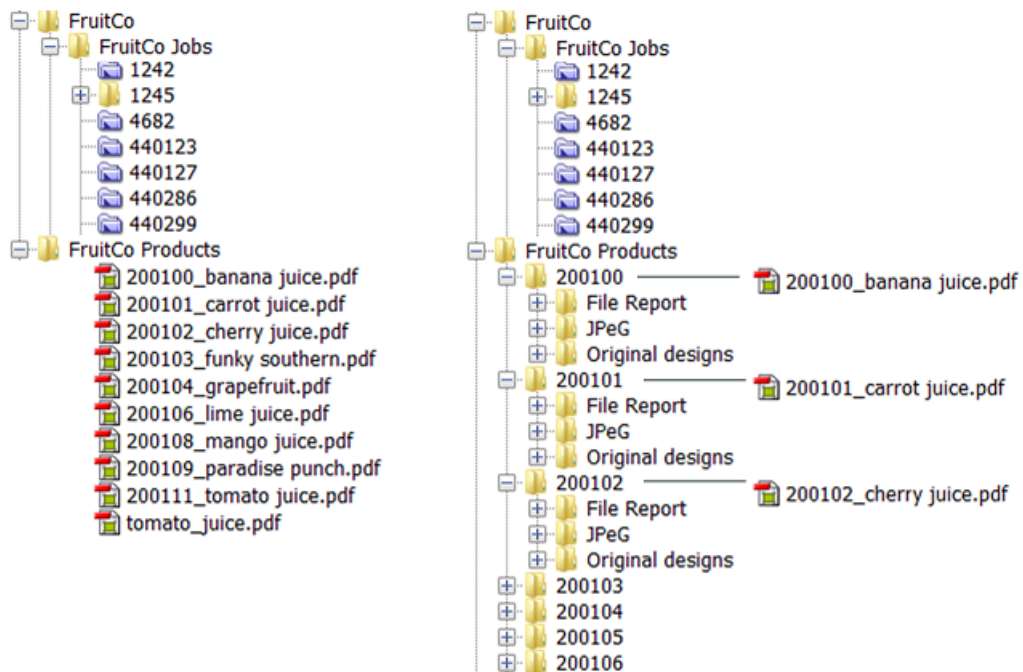 FruitCo
FruitCo Jobs
1242
1245
4682
440123
440127
440286
440299
FruitCo Products
200100_banana juice.pdf
200101_carrot juice.pdf
200102_cherry juice.pdf
200103_funky southern.pdf
200104_grapefruit.pdf
200106_lime juice.pdf
200108_mango juice.pdf
200109_paradise punch.pdf
200111_tomato juice.pdf
tomato_juice.pdf
FruitCo
FruitCo Jobs
1242
1245
4682
440123
440127
440286
440299
FruitCo Products
200100 200100_banana juice.pdf
File Report
JPeG
Original designs
200101 200101_carrot juice.pdf
File Report
JPeG
Original designs
200102 200102_cherry juice.pdf
File Report
JPeG
Original designs
200103
200104
200105
200106